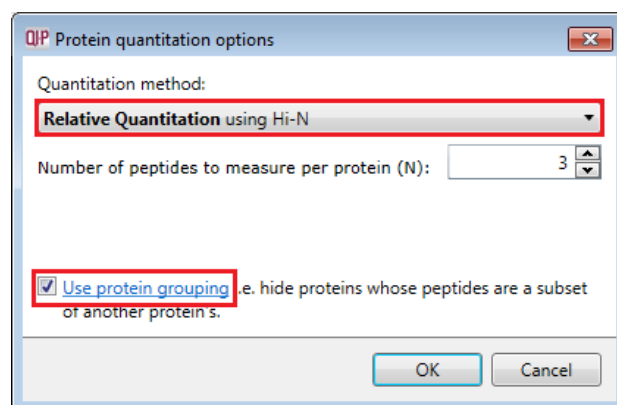 QIP Protein quantitation options
Quantitation method:
Relative Quantitation using Hi-N
Number of peptides to measure per protein (N): 3
Use protein grouping .e. hide proteins whose peptides are a subset
of another protein's.
OK Cancel